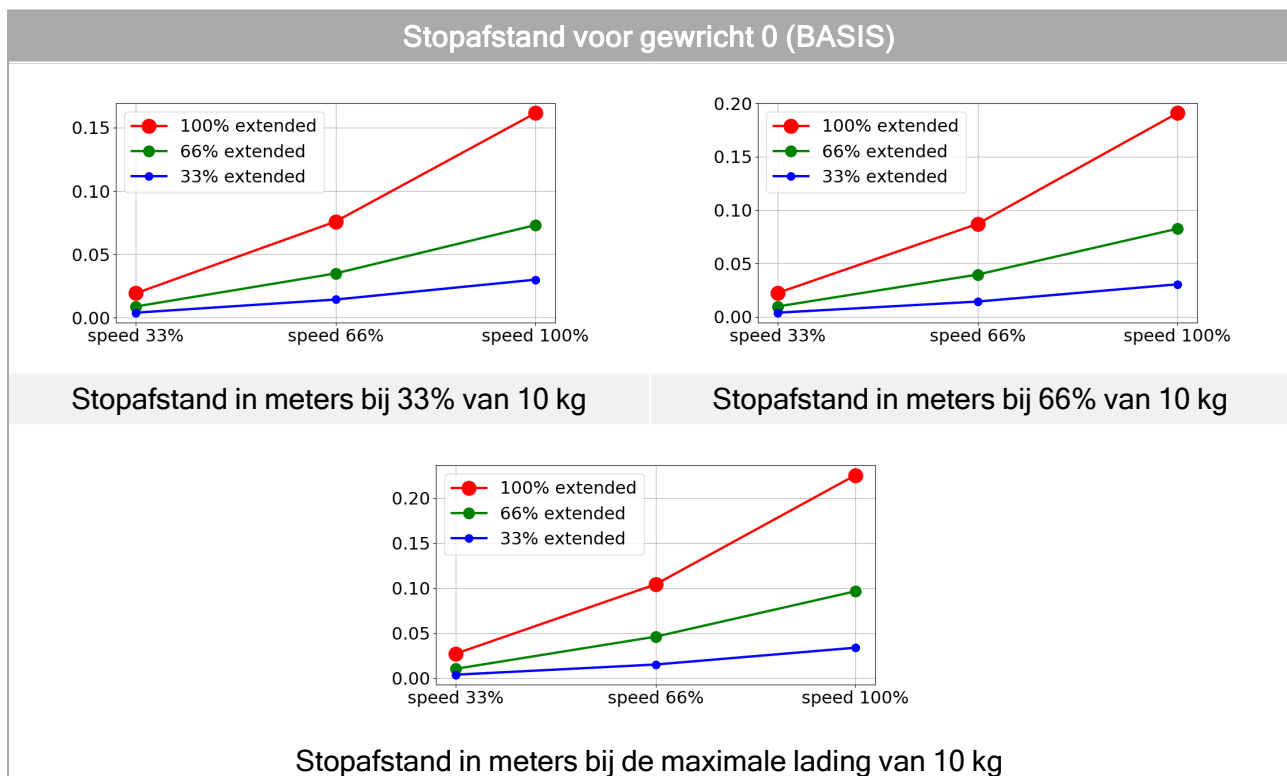 Stopafstand voor gewricht 0 (BASIS)
100% extended
66% extended
33% extended
0.15
0.10
0.05
0.00
speed 33% speed 66% speed 100%
100% extended
66% extended
33% extended
0.20
0.15
0.10
0.05
0.00
speed 33% speed 66% speed 100%
Stopafstand in meters bij 33% van 10 kg
Stopafstand in meters bij 66% van 10 kg
100% extended
66% extended
33% extended
0.20
0.15
0.10
0.05
0.00
speed 33% speed 66% speed 100%
Stopafstand in meters bij de maximale lading van 10 kg